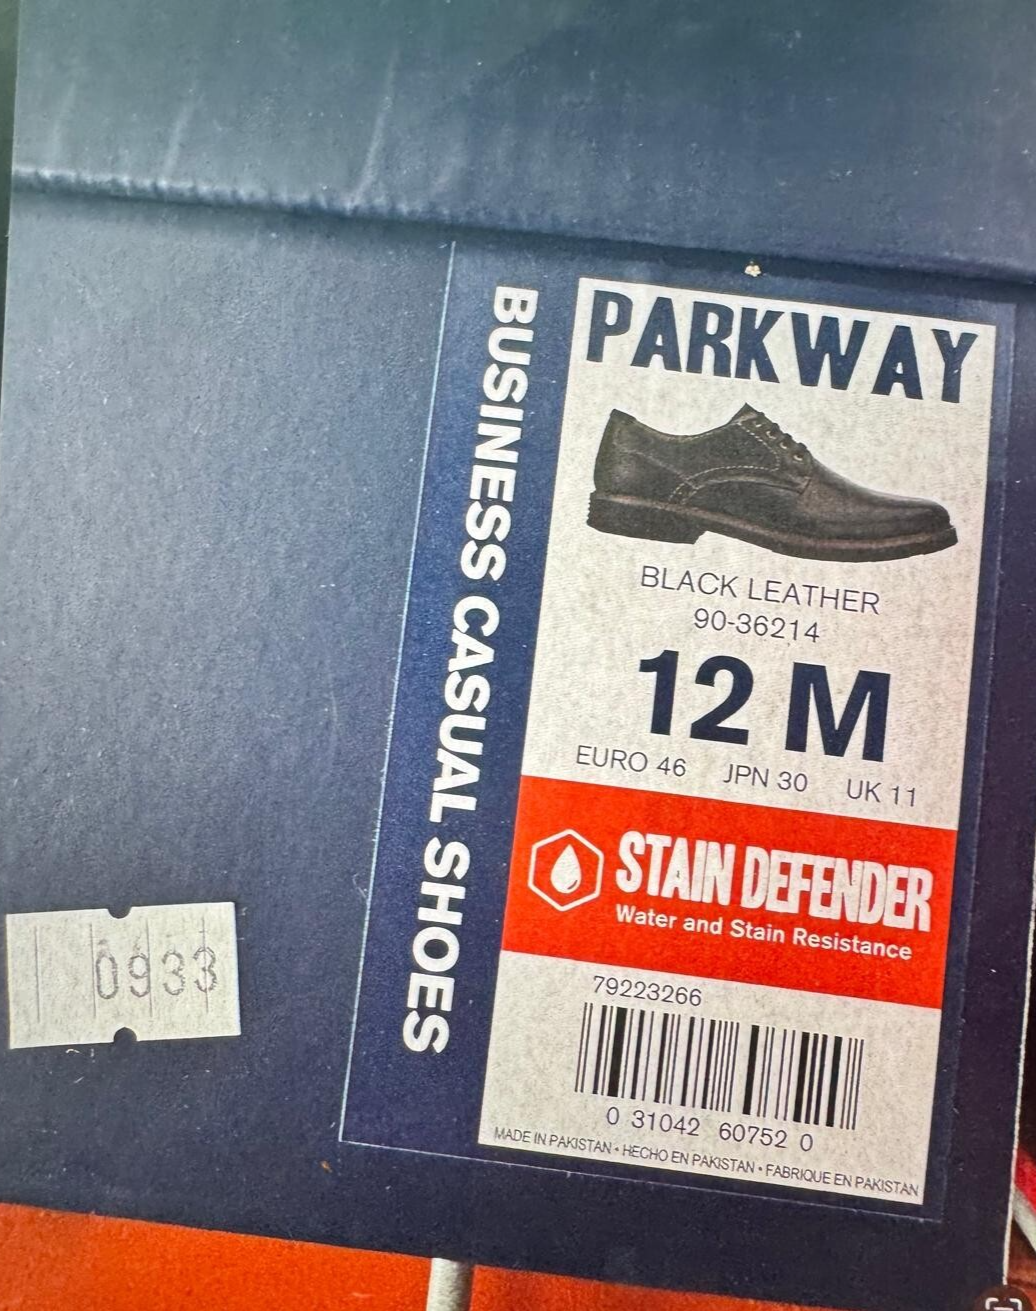 PARKWAY
BUSINESS CASUAL SHOES
BLACK LEATHER
90-36214
12 M
EURO 46 JPN 30 UK 11
STAIN DEFENDER
Water and Stain Resistance
79223266
0 31042 60752 0
MADE IN PAKISTAN • HECHO EN PAKISTAN • FABRIQUE EN PAKISTAN
0933